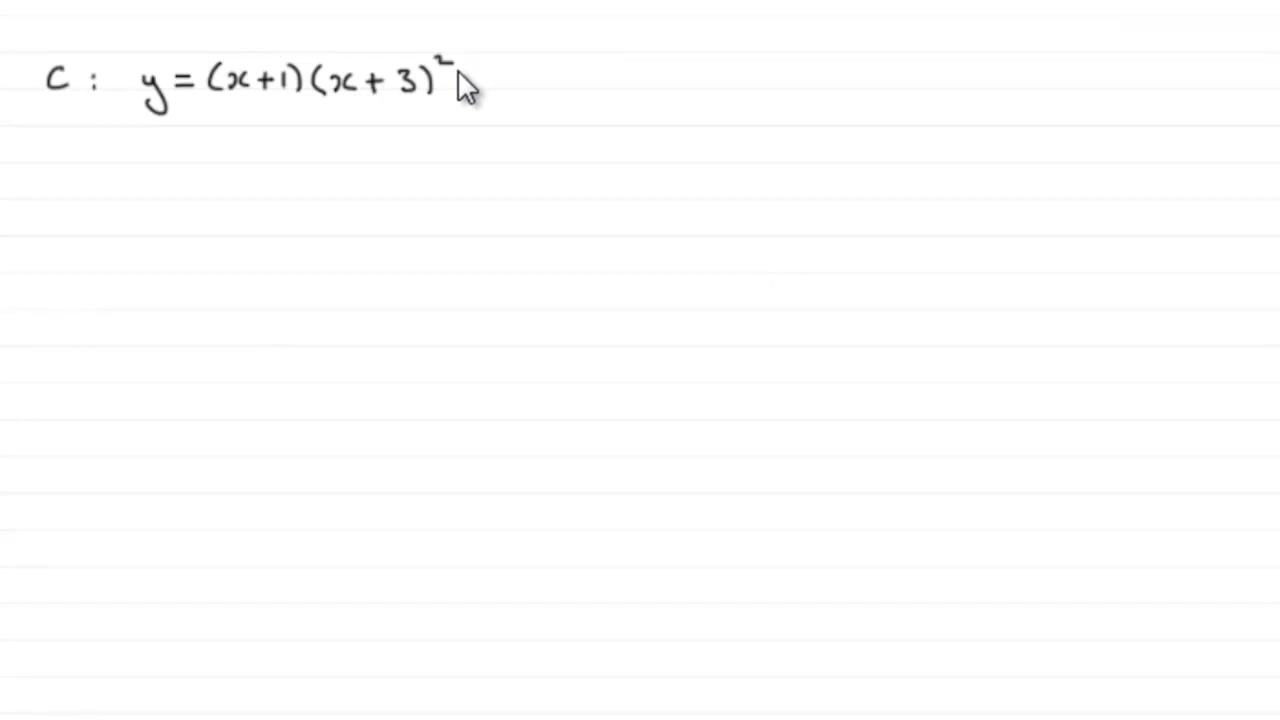 C : y = (x+1)(x+3)²